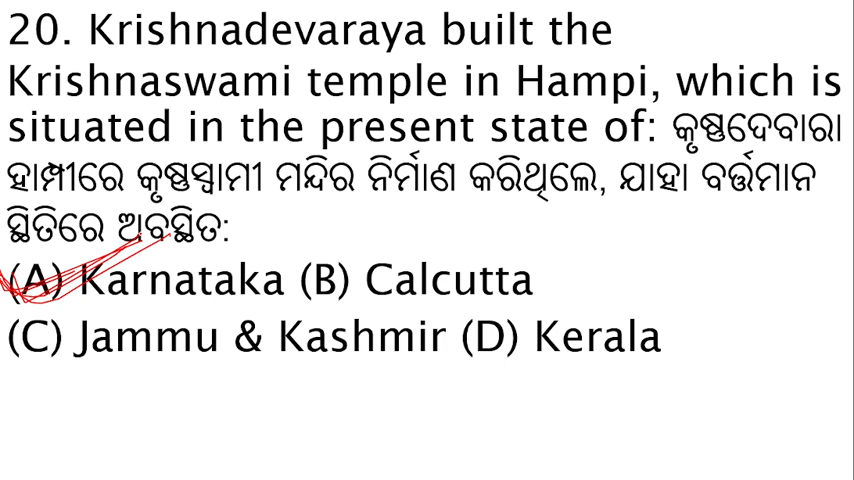 20. Krishnadevaraya built the
Krishnaswami temple in Hampi, which is
situated in the present state of: କୃଷ୍ଣଦେବାରା
ହାମ୍ପୀରେ କୃଷ୍ଣସ୍ୱାମୀ ମନ୍ଦିର ନିର୍ମାଣ କରିଥିଲେ, ଯାହା ବର୍ତ୍ତମାନ
ସ୍ଥିତିରେ ଅବସ୍ଥିତ:
(A) Karnataka (B) Calcutta
(C) Jammu & Kashmir (D) Kerala